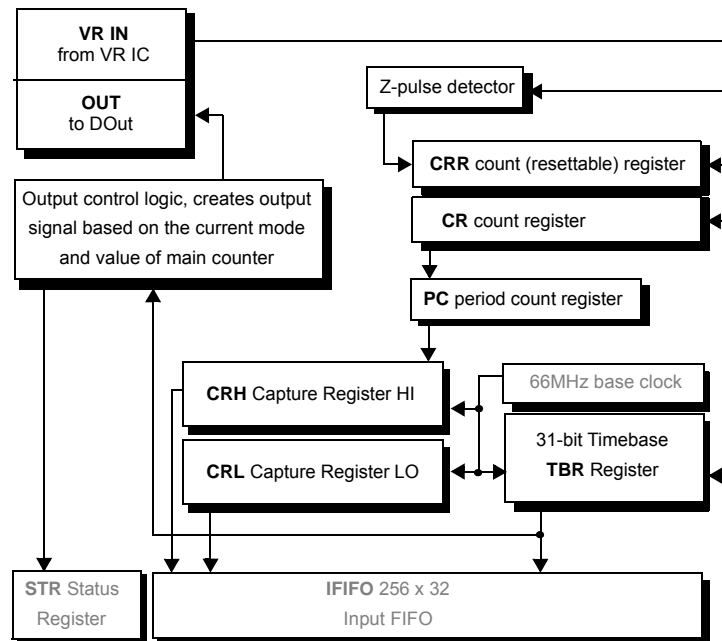 VR IN
from VR IC
OUT
to DOut
Z-pulse detector
CRR count (resettable) register
Output control logic, creates output
signal based on the current mode
and value of main counter
CR count register
PC period count register
CRH Capture Register HI
66MHz base clock
CRL Capture Register LO
31-bit Timebase
TBR Register
STR Status
Register
IFIFO 256 x 32
Input FIFO